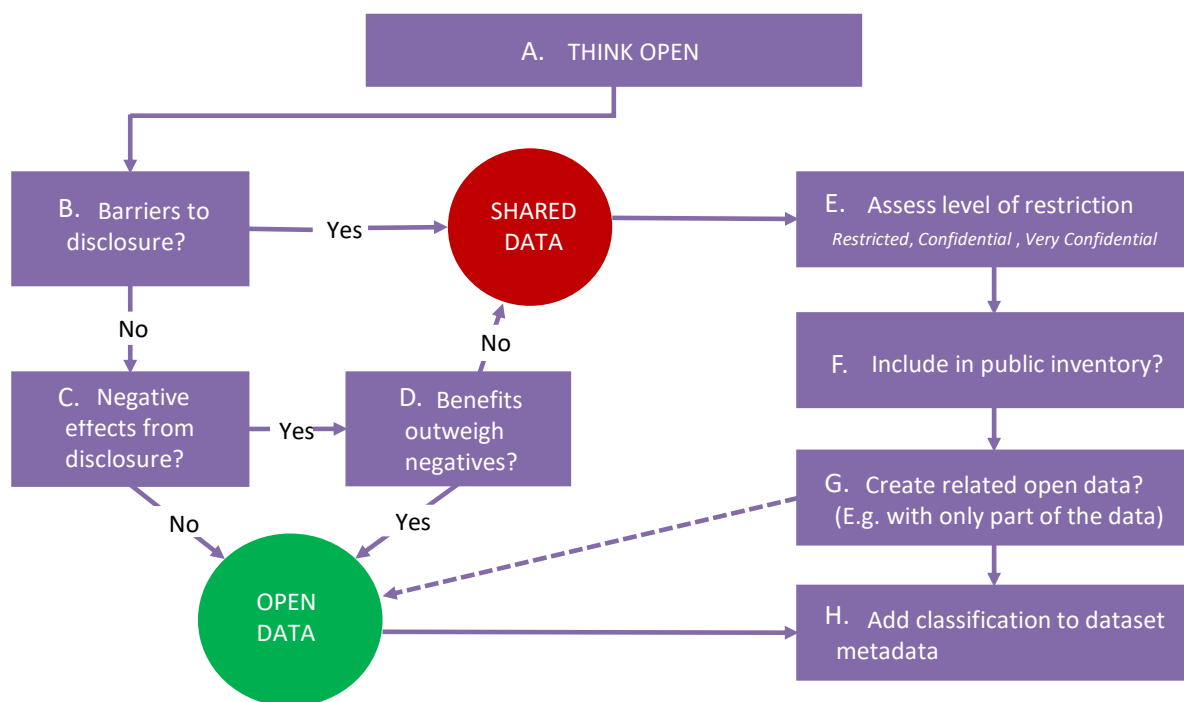 A. THINK OPEN
B. Barriers to
disclosure?
Yes
SHARED
DATA
E. Assess level of restriction
Restricted, Confidential , Very Confidential
No
No
F. Include in public inventory?
C. Negative
effects from
disclosure?
Yes
D. Benefits
outweigh
negatives?
G. Create related open data?
(E.g. with only part of the data)
No
Yes
OPEN
DATA
H. Add classification to dataset
metadata